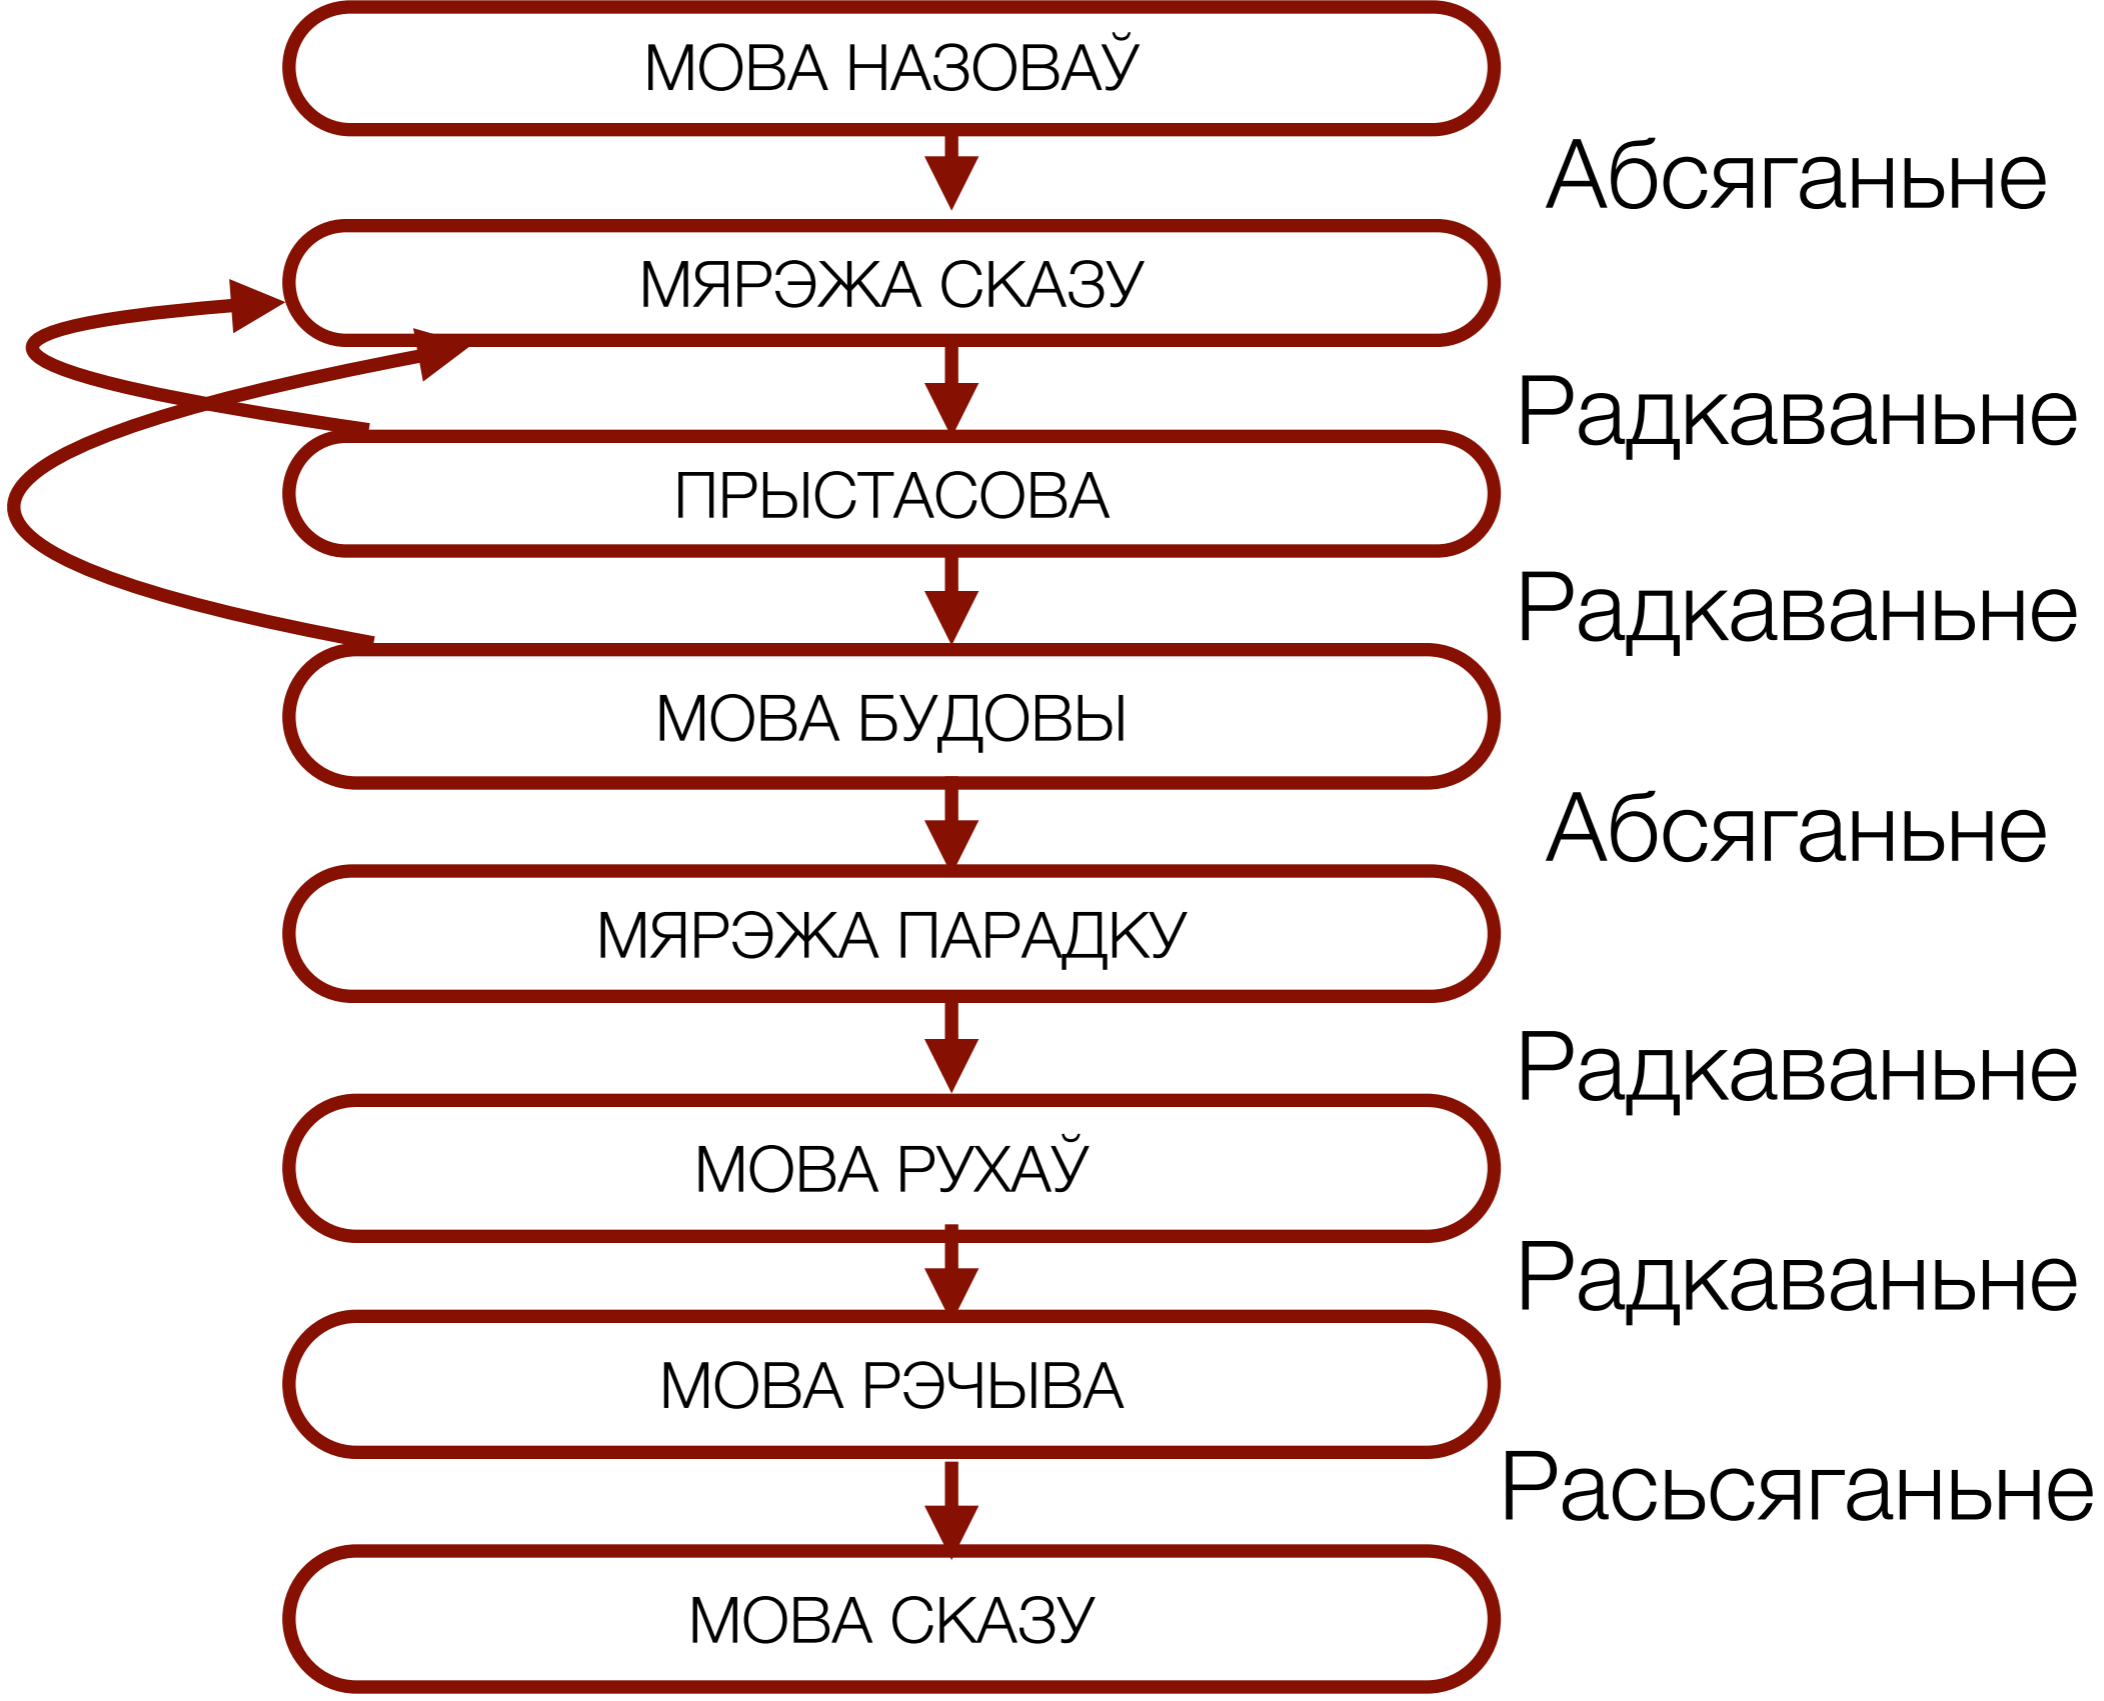 МОВА НАЗОВАЎ
Абсяганьне
МЯРЭЖА СКАЗУ
Радкаваньне
ПРЫСТАСОВА
Радкаваньне
МОВА БУДОВЫ
Абсяганьне
МЯРЭЖА ПАРАДКУ
Радкаваньне
МОВА РУХАЎ
Радкаваньне
МОВА РЭЧЫВА
Расьсяганьне
МОВА СКАЗУ